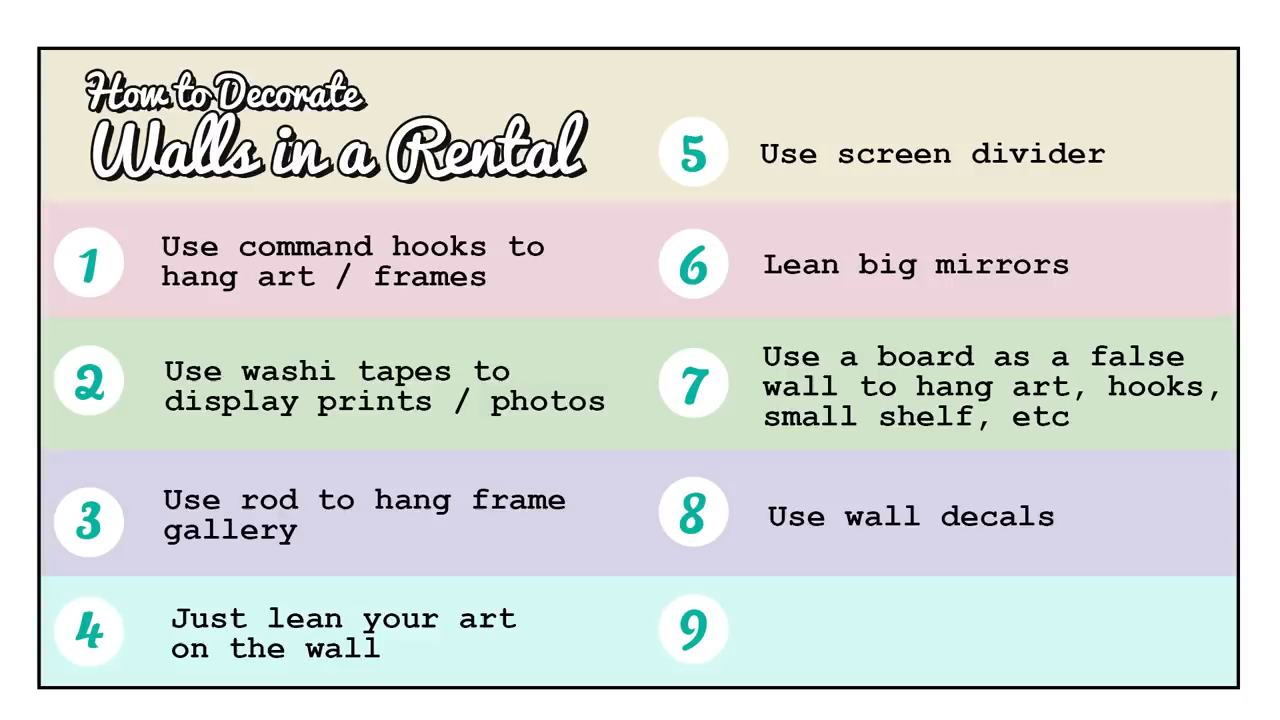 How to Decorate
Walls in a Rental
1
Use command hooks to
hang art / frames
2
Use washi tapes to
display prints / photos
3
Use rod to hang frame
gallery
4
Just lean your art
on the wall
5
Use screen divider
6
Lean big mirrors
7
Use a board as a false
wall to hang art, hooks,
small shelf, etc
8
Use wall decals
9